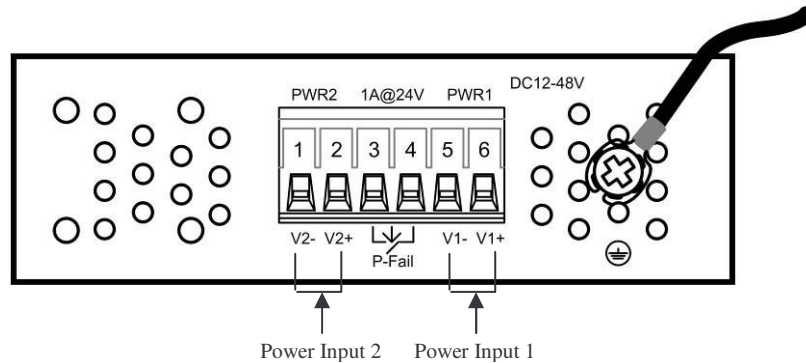 PWR2 1A@24V PWR1 DC12-48V
1 2 3 4 5 6
V2- V2+ P-Fail V1- V1+
Power Input 2 Power Input 1